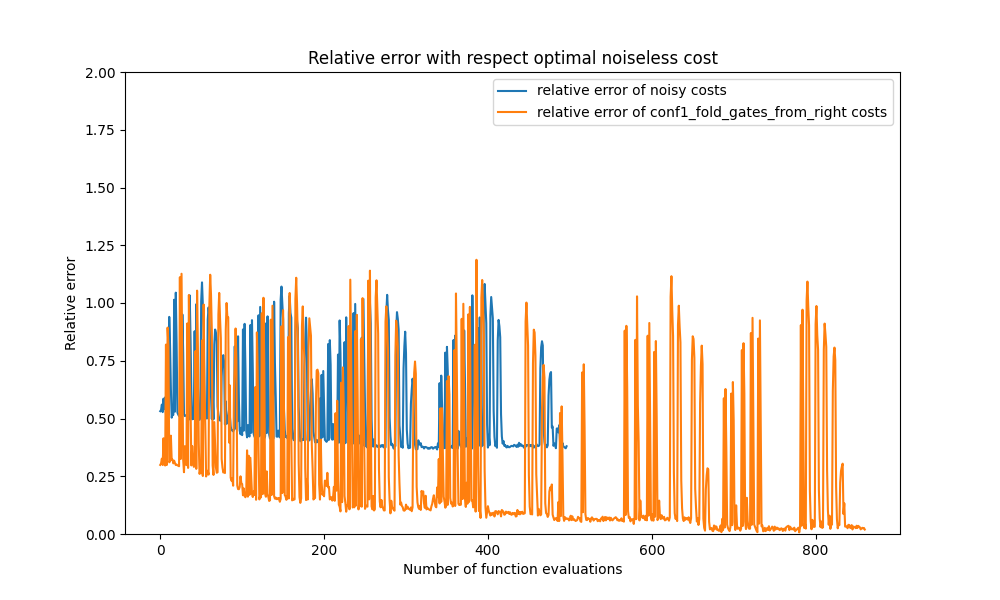 Relative error with respect optimal noiseless cost
relative error of noisy costs
relative error of conf1_fold_gates_from_right costs
Relative error
2.00
1.75
1.50
1.25
1.00
0.75
0.50
0.25
0.00
0
200
400
600
800
Number of function evaluations